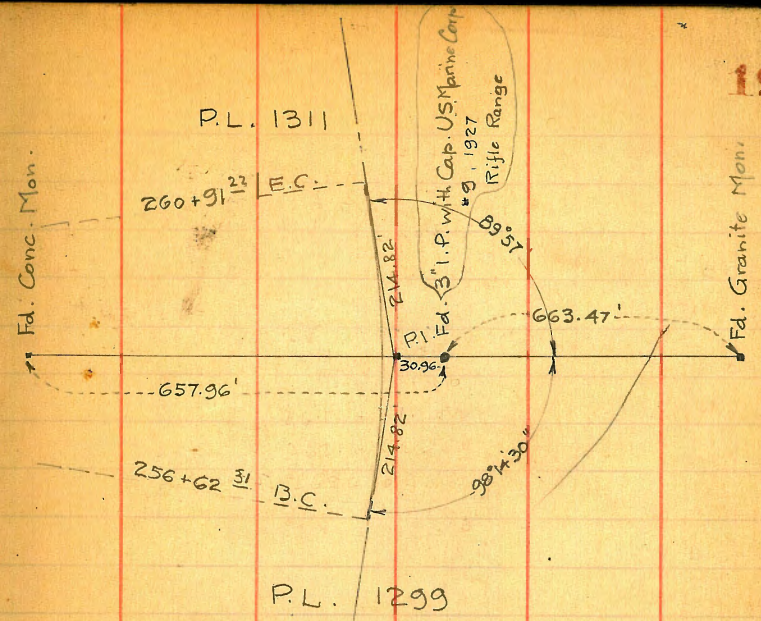 P.L. 1311
Fd. Conc. Mon.
260+91 22 E.C.
Fd. 3" I.P. with Cap. US. Marine Corp
#9, 1927
Rifle Range
89°57'
Fd. Granite Mon.
214.82'
P.I.
663.47'
30.96
657.96'
214.82'
98°14'30"
256+62 31 B.C.
P.L. 1299